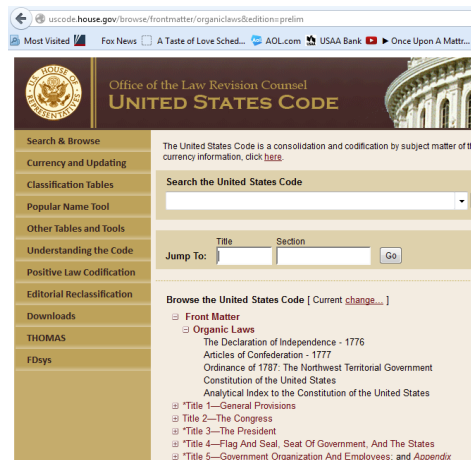 uscode.house.gov/browse/frontmatter/organiclaws&edition=prelim
Most Visited Fox News A Taste of Love Sched... AOL.com USAA Bank Once Upon A Mattr...
U.S. HOUSE OF REPRESENTATIVES
Office of the Law Revision Counsel
UNITED STATES CODE
Search & Browse
Currency and Updating
Classification Tables
Popular Name Tool
Other Tables and Tools
Understanding the Code
Positive Law Codification
Editorial Reclassification
Downloads
THOMAS
FDsys
The United States Code is a consolidation and codification by subject matter of t
currency information, click here.
Search the United States Code
Title Section
Jump To: Go
Browse the United States Code [ Current change... ]
Front Matter
Organic Laws
The Declaration of Independence - 1776
Articles of Confederation - 1777
Ordinance of 1787: The Northwest Territorial Government
Constitution of the United States
Analytical Index to the Constitution of the United States
*Title 1—General Provisions
Title 2—The Congress
*Title 3—The President
*Title 4—Flag And Seal, Seat Of Government, And The States
*Title 5—Government Organization And Employees; and Appendix